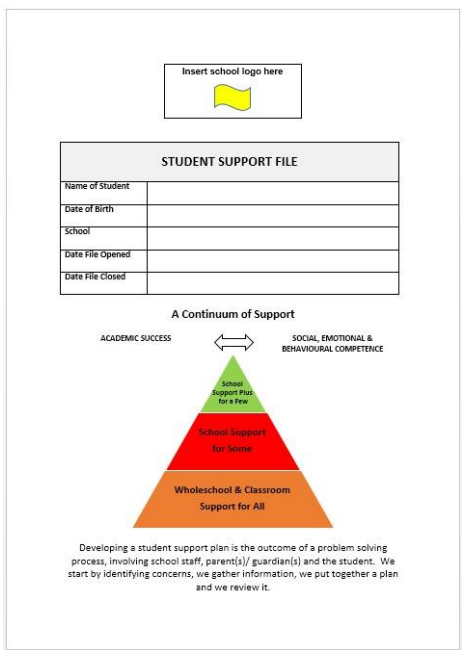 Insert school logo here
STUDENT SUPPORT FILE
Name of Student
Date of Birth
School
Date File Opened
Date File Closed
A Continuum of Support
ACADEMIC SUCCESS
SOCIAL, EMOTIONAL &
BEHAVIOURAL COMPETENCE
School
Support Plus
for a Few
School Support
for Some
Wholeschool & Classroom
Support for All
Developing a student support plan is the outcome of a problem solving
process, involving school staff, parent(s)/ guardian(s) and the student. We
start by identifying concerns, we gather information, we put together a plan
and we review it.